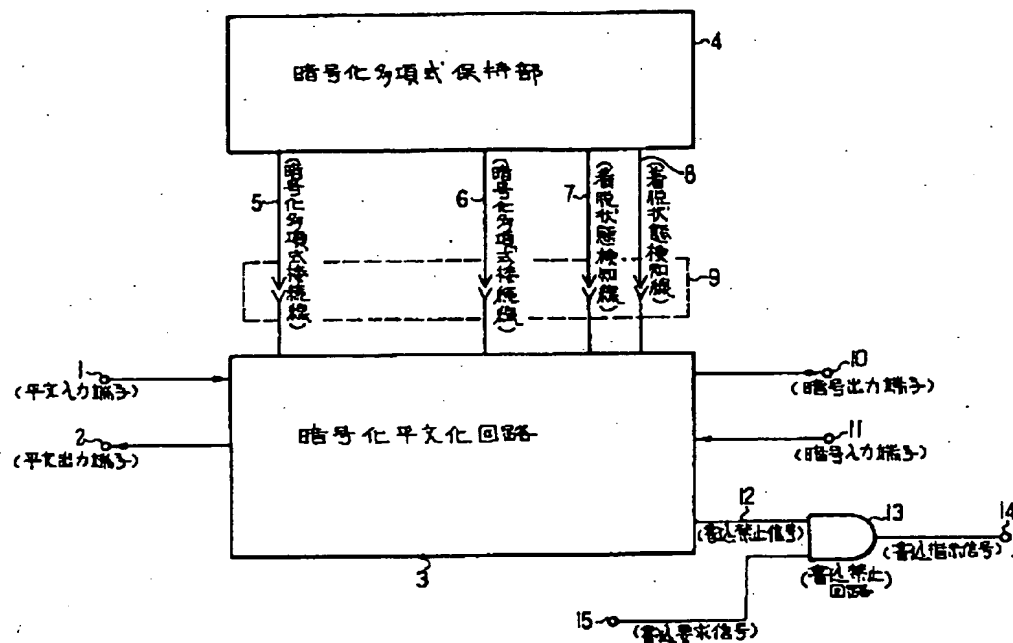 4
暗号化多項式保持部
5
(暗号化多項式接続線)
6
(暗号化多項式接続線)
7
(着脱状態検知線)
8
(着脱状態検知線)
9
1
(平文入力端子)
2
(平文出力端子)
暗号化平文化回路
3
10
(暗号出力端子)
11
(暗号入力端子)
12
(書込禁止信号)
13
(書込禁止
回路)
14
(書込指示信号)
15
(書込要求信号)